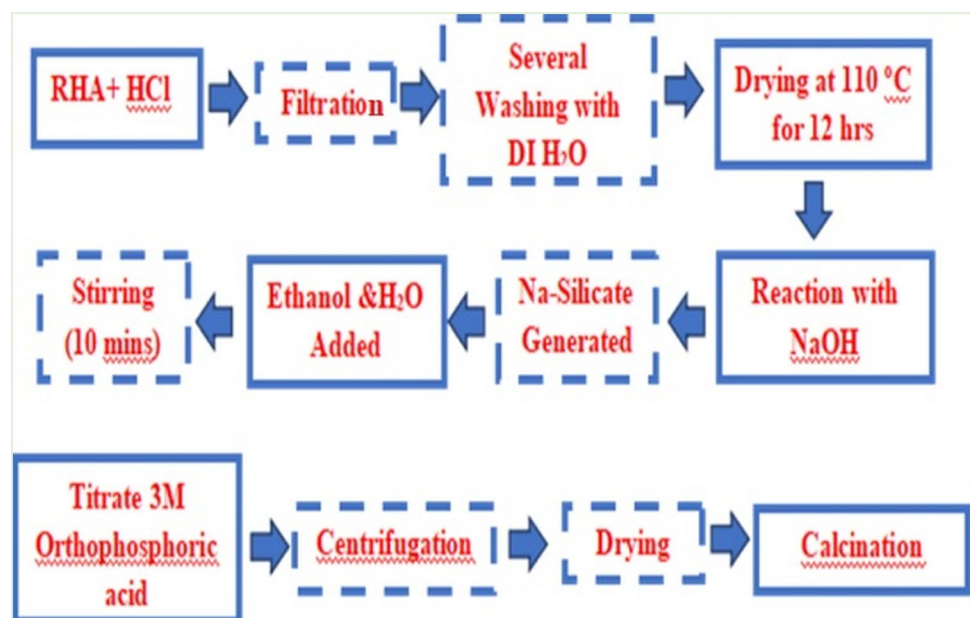 RHA+ HCl
Filtration
Several
Washing with
DI H₂O
Drying at 110 °C
for 12 hrs
Stirring
(10 mins)
Ethanol &H₂O
Added
Na-Silicate
Generated
Reaction with
NaOH
Titrate 3M
Orthophosphoric
acid
Centrifugation
Drying
Calcination